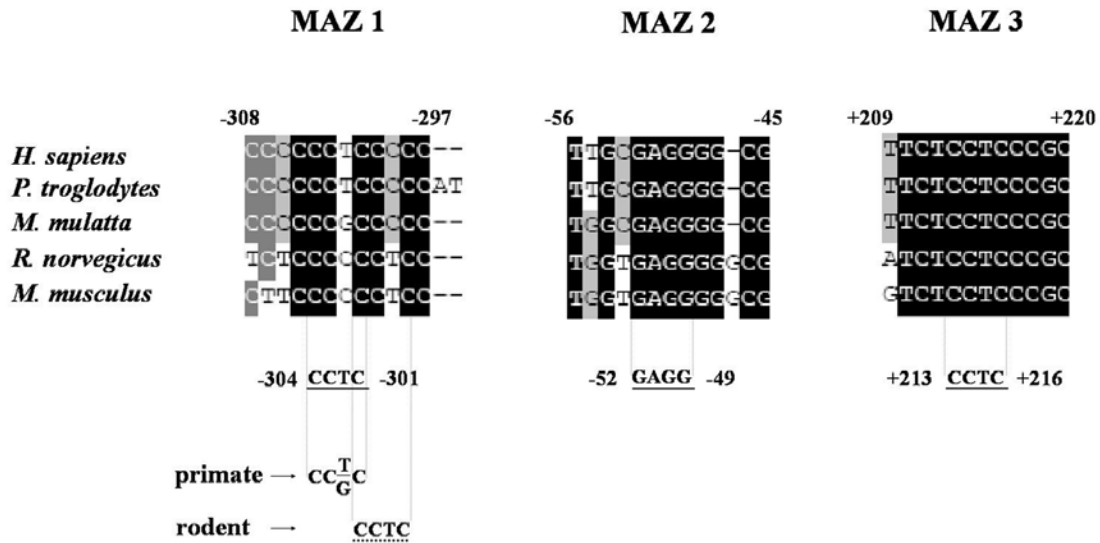 MAZ 1 MAZ 2 MAZ 3
-308 -297 -56 -45 +209 +220
H. sapiens CCCCCCTCCCCC-- TTGCGAGGGG-CG TTCTCCTCCCGC
P. troglodytes CCCCCCTCCCCCAT TTGCGAGGGG-CG TTCTCCTCCCGC
M. mulatta CCCCCCGCCCCC-- TGGCGAGGGG-CG TTCTCCTCCCGC
R. norvegicus TCTCCCCCCTCC-- TGGTGAGGGGGCG ATCTCCTCCCGC
M. musculus CTTCCCCCCTCC-- TGGTGAGGGGGCG GTCTCCTCCCGC
-304 CCTC -301 -52 GAGG -49 +213 CCTC +216
primate → CC T/G C
rodent → CCTC